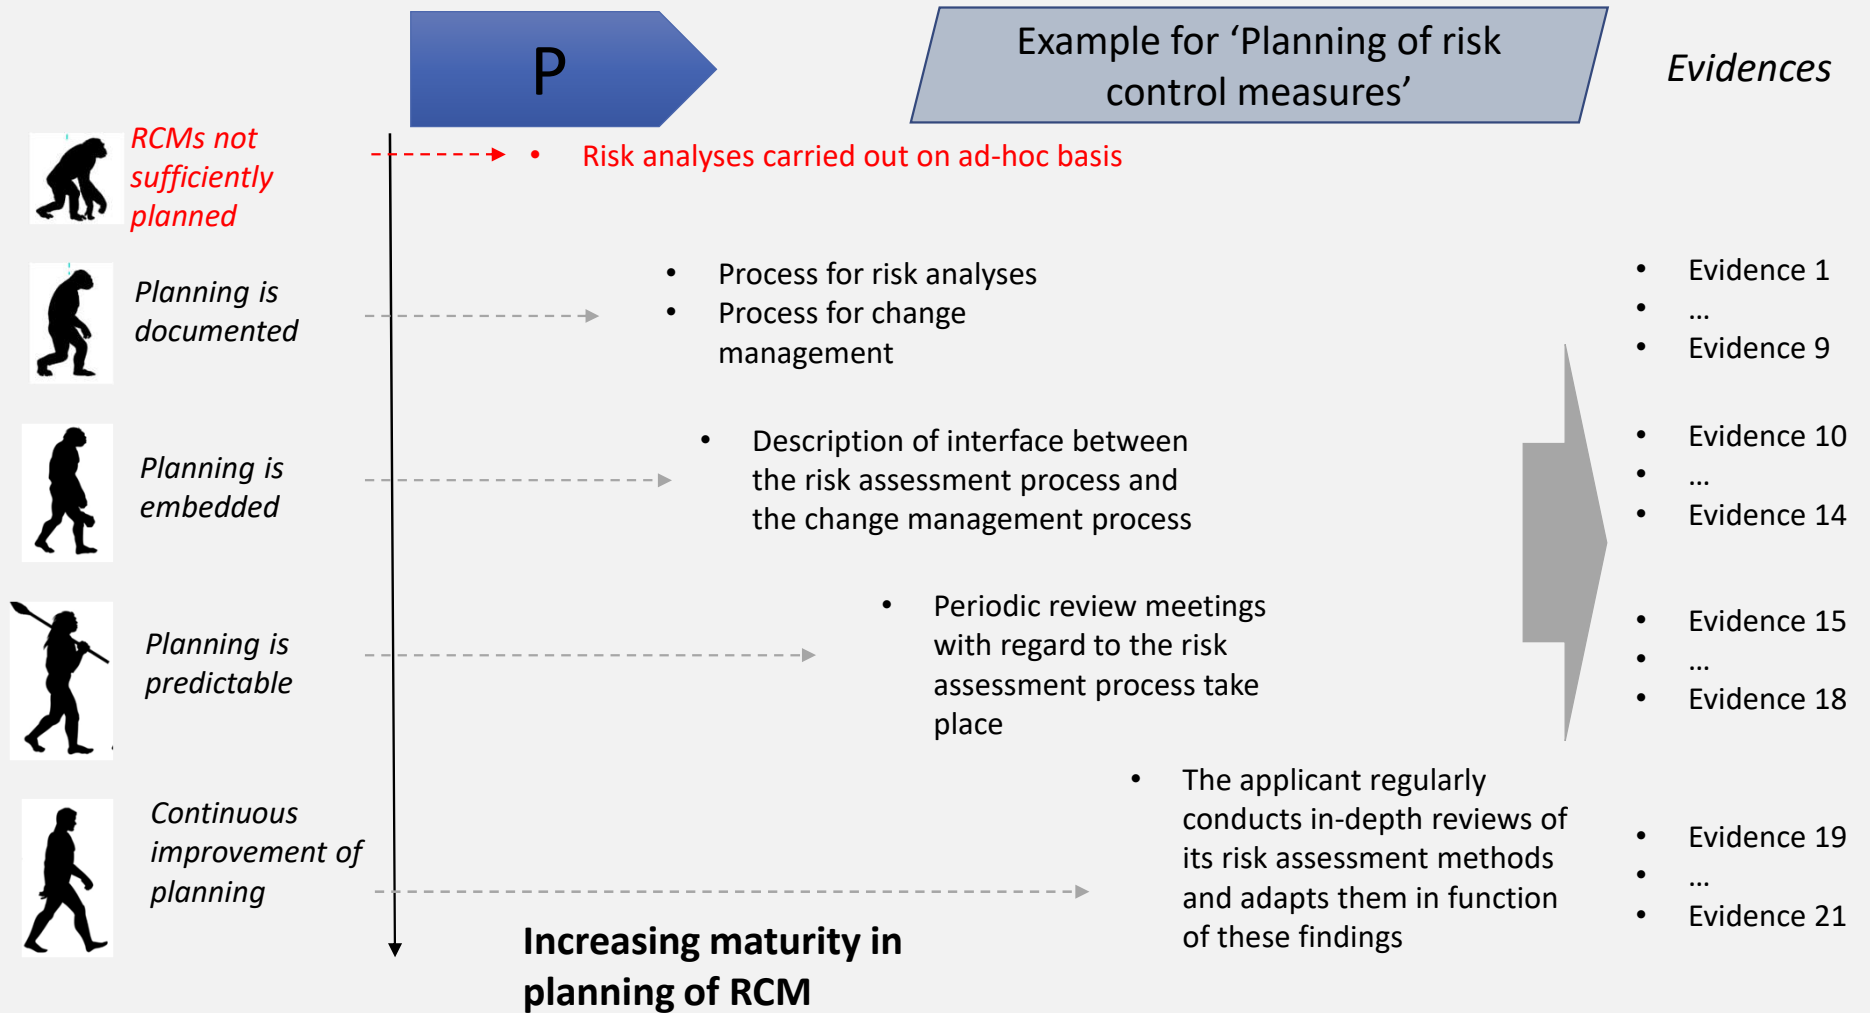 P
Example for ‘Planning of risk
control measures’
Evidences
RCMs not
sufficiently
planned
• Risk analyses carried out on ad-hoc basis
Planning is
documented
• Process for risk analyses
• Process for change
management
• Evidence 1
• ...
• Evidence 9
Planning is
embedded
• Description of interface between
the risk assessment process and
the change management process
• Evidence 10
• ...
• Evidence 14
Planning is
predictable
• Periodic review meetings
with regard to the risk
assessment process take
place
• Evidence 15
• ...
• Evidence 18
Continuous
improvement of
planning
• The applicant regularly
conducts in-depth reviews of
its risk assessment methods
and adapts them in function
of these findings
• Evidence 19
• ...
• Evidence 21
Increasing maturity in
planning of RCM